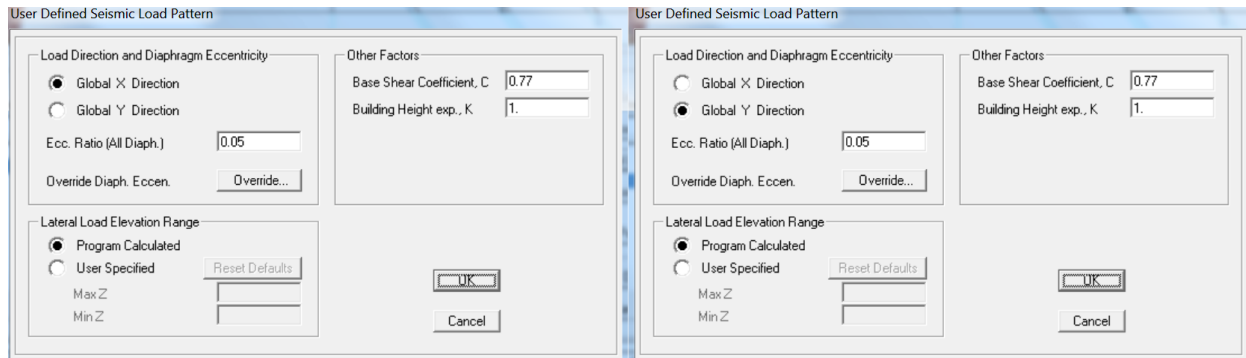 User Defined Seismic Load Pattern
Load Direction and Diaphragm Eccentricity
Global X Direction
Global Y Direction
Ecc. Ratio (All Diaph.) 0.05
Override Diaph. Eccen. Override...
Other Factors
Base Shear Coefficient, C 0.77
Building Height exp., K 1.
Lateral Load Elevation Range
Program Calculated
User Specified Reset Defaults
Max Z
Min Z
OK
Cancel
User Defined Seismic Load Pattern
Load Direction and Diaphragm Eccentricity
Global X Direction
Global Y Direction
Ecc. Ratio (All Diaph.) 0.05
Override Diaph. Eccen. Override...
Other Factors
Base Shear Coefficient, C 0.77
Building Height exp., K 1.
Lateral Load Elevation Range
Program Calculated
User Specified Reset Defaults
Max Z
Min Z
OK
Cancel